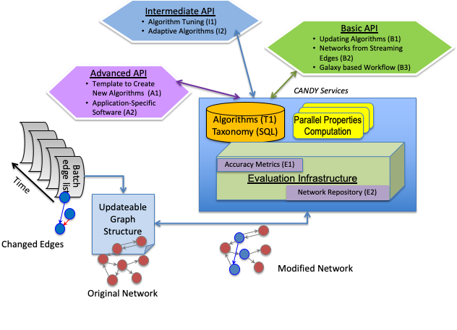 Intermediate API
• Algorithm Tuning (I1)
• Adaptive Algorithms (I2)
Basic API
• Updating Algorithms (B1)
• Networks from Streaming
Edges (B2)
• Galaxy based Workflow (B3)
Advanced API
• Template to Create
New Algorithms (A1)
• Application-Specific
Software (A2)
CANDY Services
Algorithms (T1)
Taxonomy (SQL)
Parallel Properties
Computation
Accuracy Metrics (E1)
Evaluation Infrastructure
Network Repository (E2)
Batch
edge list
Time
Changed Edges
Updateable
Graph
Structure
Original Network
Modified Network